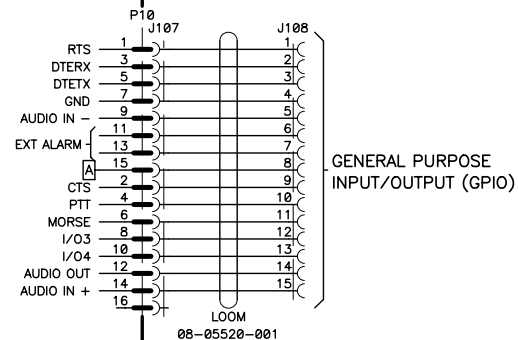 P10
J107 J108
RTS 1 1
DTERX 3 2
DTETX 5 3
GND 7 4
AUDIO IN − 9 5
11 6
EXT ALARM
13 7
A 15 8
CTS 2 9
PTT 4 10
MORSE 6 11
I/O3 8 12
I/O4 10 13
AUDIO OUT 12 14
AUDIO IN + 14 15
16
GENERAL PURPOSE
INPUT/OUTPUT (GPIO)
LOOM
08-05520-001